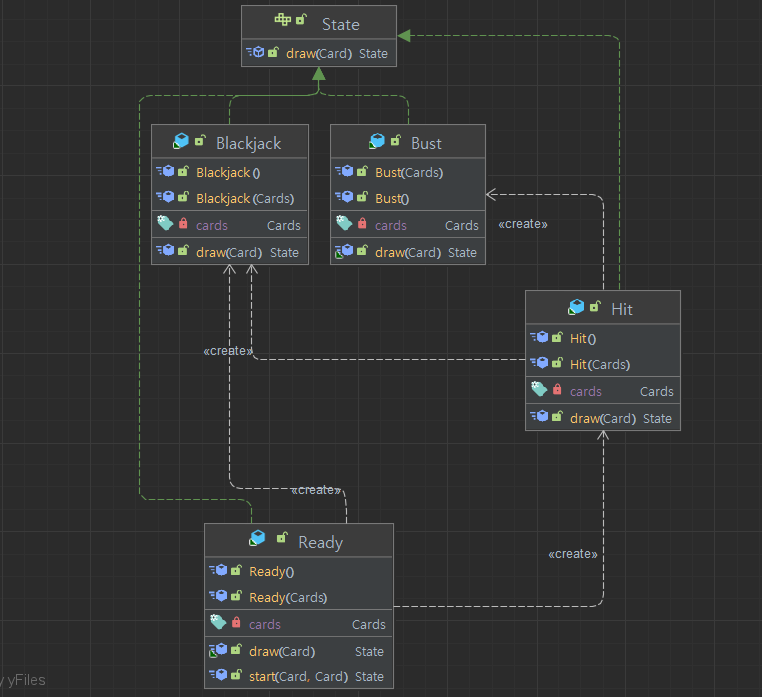 State
draw(Card) State
Blackjack
Blackjack()
Blackjack(Cards)
cards Cards
draw(Card) State
Bust
Bust(Cards)
Bust()
cards Cards
draw(Card) State
«create»
Hit
Hit()
Hit(Cards)
cards Cards
draw(Card) State
«create»
«create»
«create»
Ready
Ready()
Ready(Cards)
cards Cards
draw(Card) State
start(Card, Card) State
yFiles